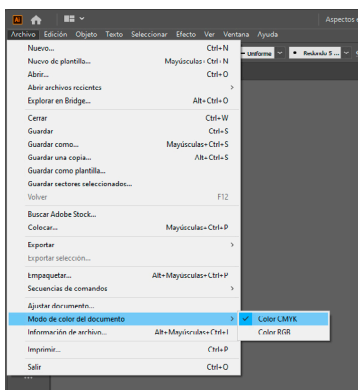 Ai
Aspectos
Archivo Edición Objeto Texto Seleccionar Efecto Ver Ventana Ayuda
Uniforme Redondo 5 ...
Nuevo... Ctrl+N
Nuevo de plantilla... Mayúsculas+Ctrl+N
Abrir... Ctrl+O
Abrir archivos recientes >
Explorar en Bridge... Alt+Ctrl+O
Cerrar Ctrl+W
Guardar Ctrl+S
Guardar como... Mayúsculas+Ctrl+S
Guardar una copia... Alt+Ctrl+S
Guardar como plantilla...
Guardar sectores seleccionados...
Volver F12
Buscar Adobe Stock...
Colocar... Mayúsculas+Ctrl+P
Exportar >
Exportar selección...
Empaquetar... Alt+Mayúsculas+Ctrl+P
Secuencias de comandos >
Ajustar documento...
Modo de color del documento > ✓ Color CMYK
Información de archivo... Alt+Mayúsculas+Ctrl+I Color RGB
Imprimir... Ctrl+P
Salir